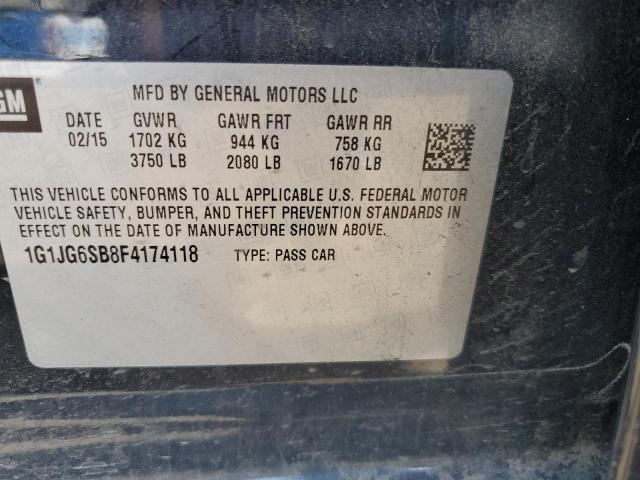 GM
MFD BY GENERAL MOTORS LLC
DATE GVWR GAWR FRT GAWR RR
02/15 1702 KG 944 KG 758 KG
3750 LB 2080 LB 1670 LB
THIS VEHICLE CONFORMS TO ALL APPLICABLE U.S. FEDERAL MOTOR
VEHICLE SAFETY, BUMPER, AND THEFT PREVENTION STANDARDS IN
EFFECT ON THE DATE OF MANUFACTURE SHOWN ABOVE.
1G1JG6SB8F4174118 TYPE: PASS CAR